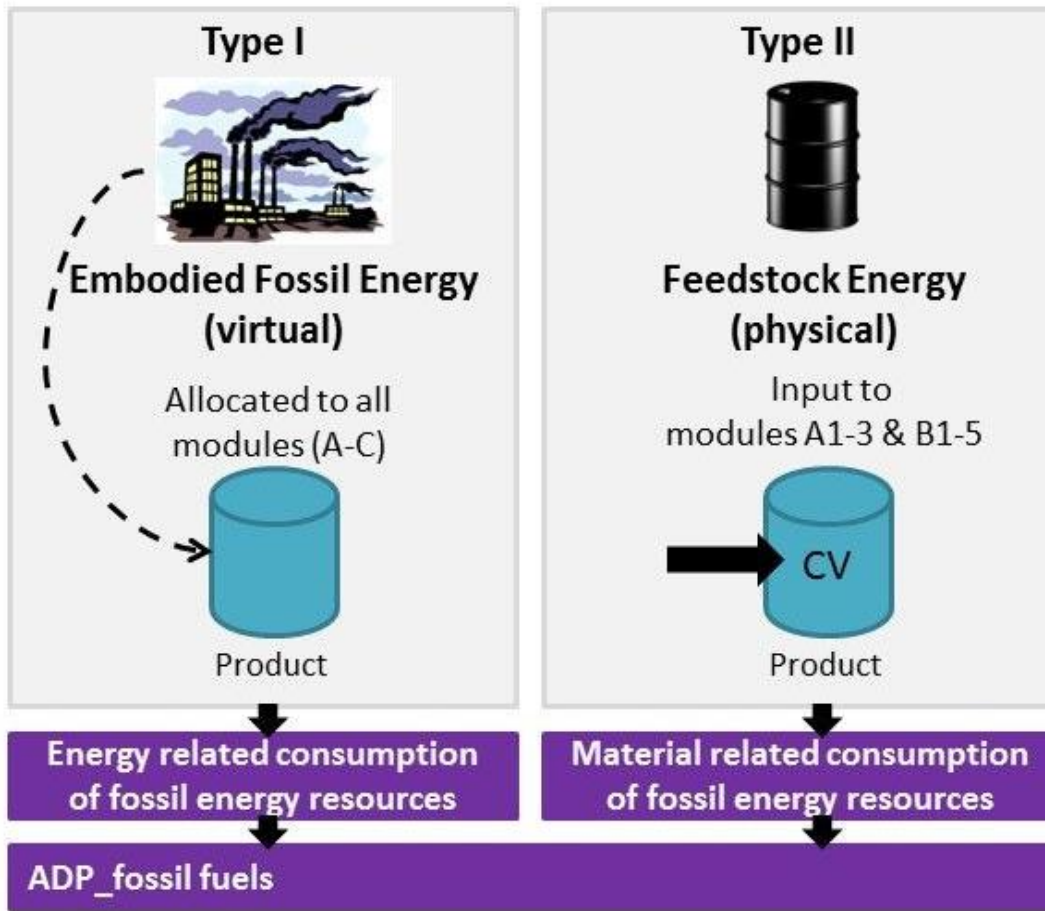 Type I
Embodied Fossil Energy
(virtual)
Allocated to all
modules (A-C)
Product
Energy related consumption
of fossil energy resources
Type II
Feedstock Energy
(physical)
Input to
modules A1-3 & B1-5
CV
Product
Material related consumption
of fossil energy resources
ADP_fossil fuels